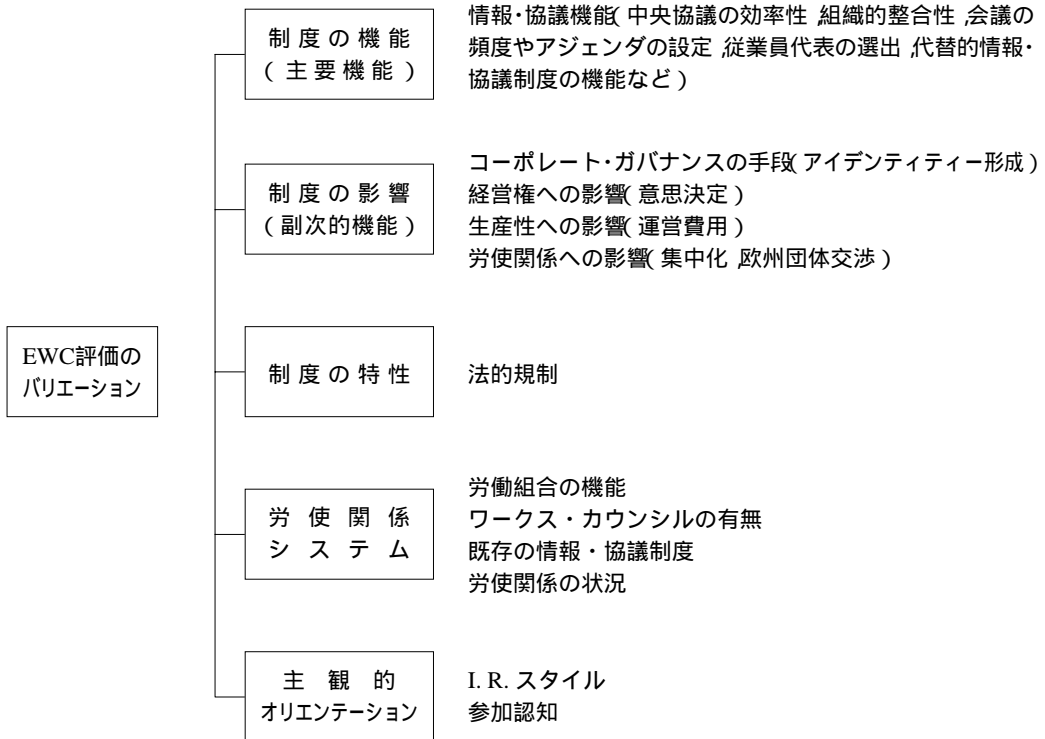 制度の機能
(主要機能)
情報・協議機能(中央協議の効率性,組織的整合性,会議の
頻度やアジェンダの設定,従業員代表の選出,代替的情報・
協議制度の機能など)
制度の影響
(副次的機能)
コーポレート・ガバナンスの手段(アイデンティティー形成)
経営権への影響(意思決定)
生産性への影響(運営費用)
労使関係への影響(集中化,欧州団体交渉)
EWC評価の
バリエーション
制度の特性
法的規制
労使関係
システム
労働組合の機能
ワークス・カウンシルの有無
既存の情報・協議制度
労使関係の状況
主観的
オリエンテーション
I. R. スタイル
参加認知